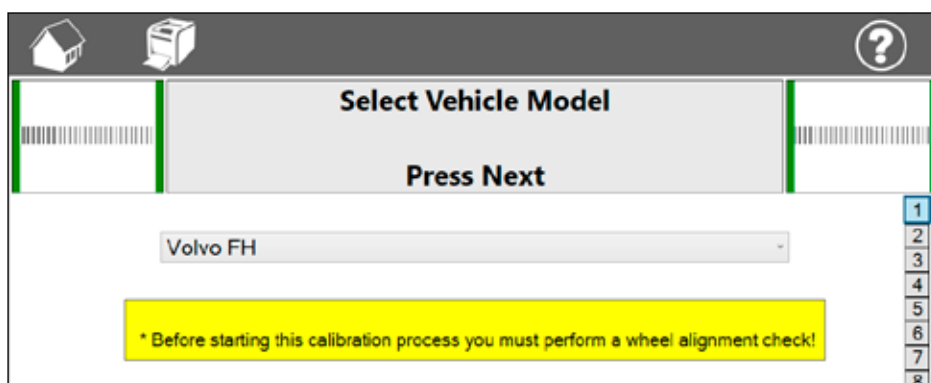 ?
Select Vehicle Model
Press Next
Volvo FH
* Before starting this calibration process you must perform a wheel alignment check!
1
2
3
4
5
6
7
8